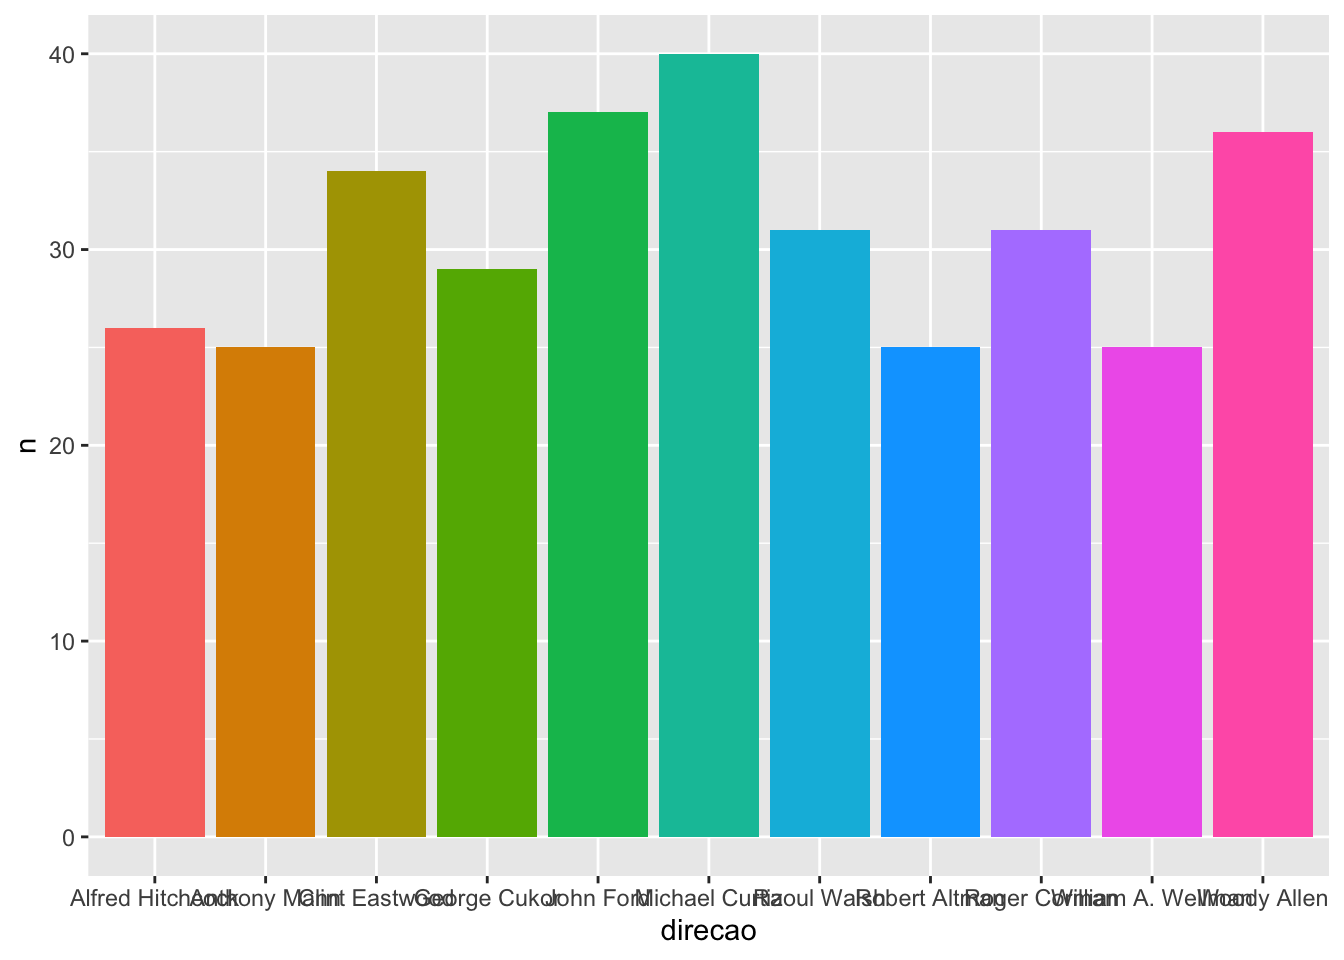 40
30
n
20
10
0
Alfred Hitchcock Anthony Mann Clint Eastwood George Cukor John Ford Michael Curtiz Raoul Walsh Robert Altman Roger Corman William A. Wellman Woody Allen
direcao